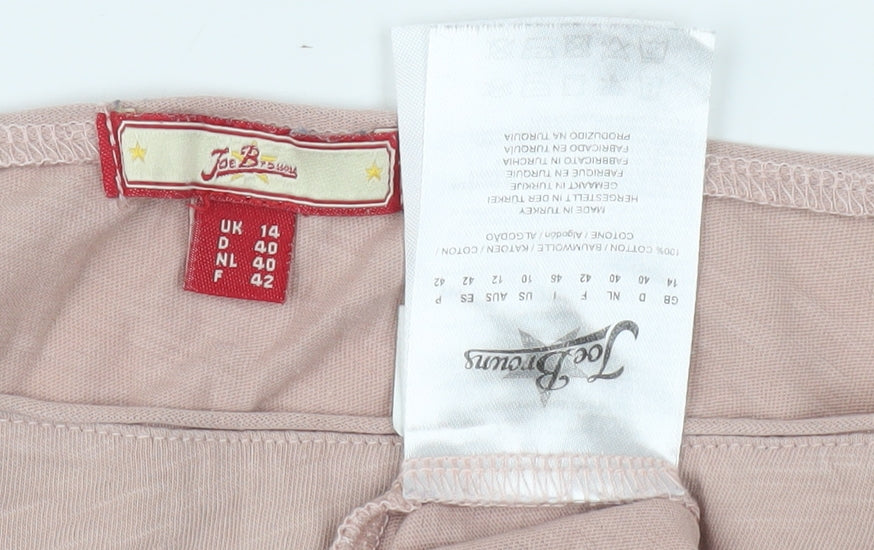 Joe Browns
UK 14
D 40
NL 40
F 42
Joe Browns
GB D NL F I US AUS ES P
14 40 40 42 46 10 12 42 42
100% COTTON / BAUMWOLLE / KATOEN / COTON /
COTONE / Algodón / ALGODÃO
MADE IN TURKEY
HERGESTELLT IN DER TÜRKEI
GEMAAKT IN TURKIJE
FABRIQUÉ EN TURQUIE
FABBRICATO IN TURCHIA
FABRICADO EN TURQUÍA
PRODUZIDO NA TURQUIA